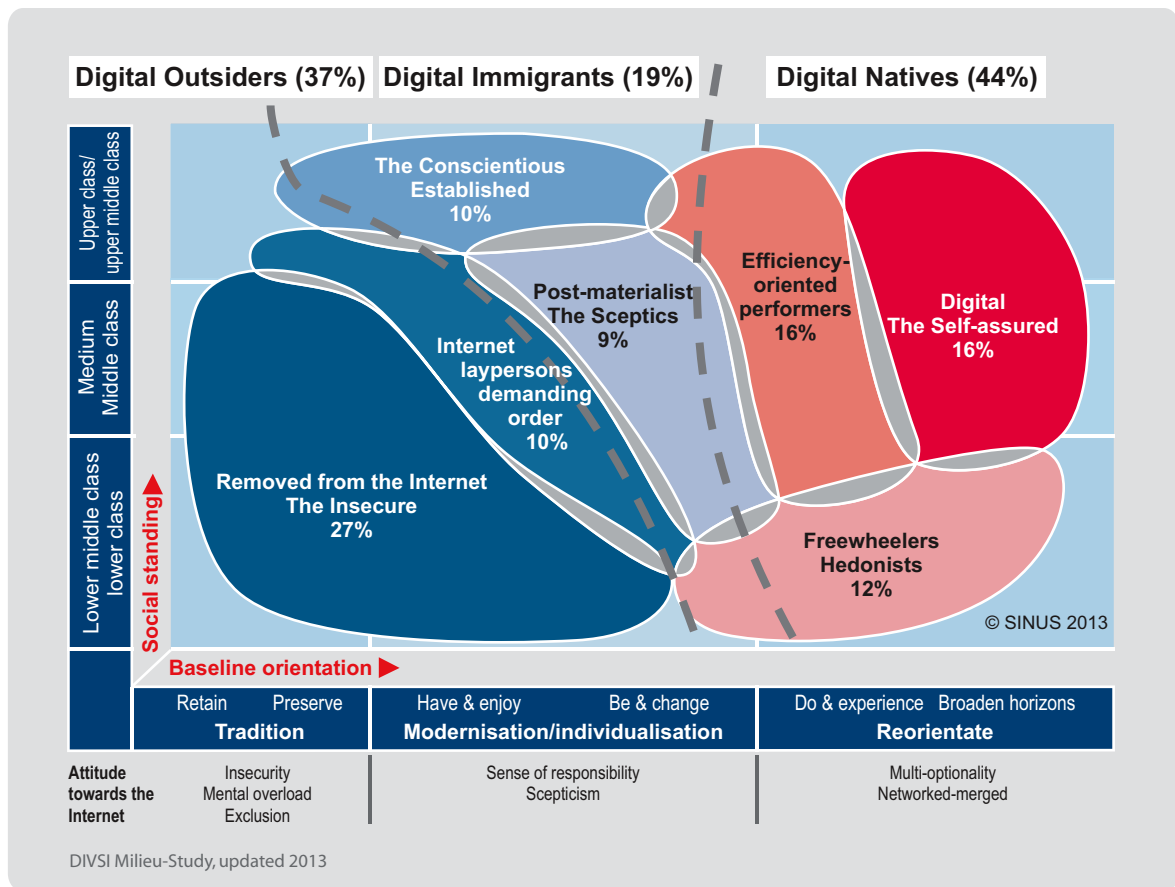 Digital Outsiders (37%)
Digital Immigrants (19%)
Digital Natives (44%)
Upper class/
upper middle class
Medium
Middle class
Lower middle class
lower class
Social standing
The Conscientious
Established
10%
Post-materialist
The Sceptics
9%
Internet
laypersons
demanding
order
10%
Removed from the Internet
The Insecure
27%
Efficiency-
oriented
performers
16%
Digital
The Self-assured
16%
Freewheelers
Hedonists
12%
© SINUS 2013
Baseline orientation
Retain Preserve
Tradition
Have & enjoy Be & change
Modernisation/individualisation
Do & experience Broaden horizons
Reorientate
Attitude
towards the
Internet
Insecurity
Mental overload
Exclusion
Sense of responsibility
Scepticism
Multi-optionality
Networked-merged
DIVSI Milieu-Study, updated 2013